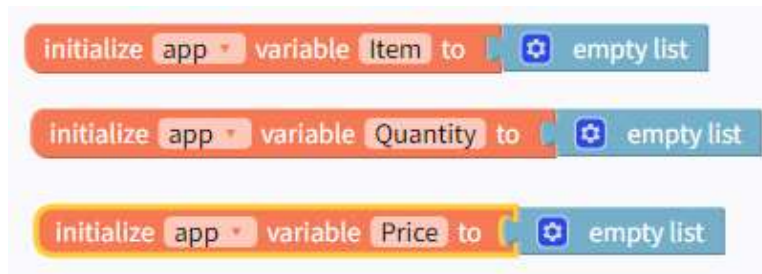 initialize app variable Item to empty list
initialize app variable Quantity to empty list
initialize app variable Price to empty list